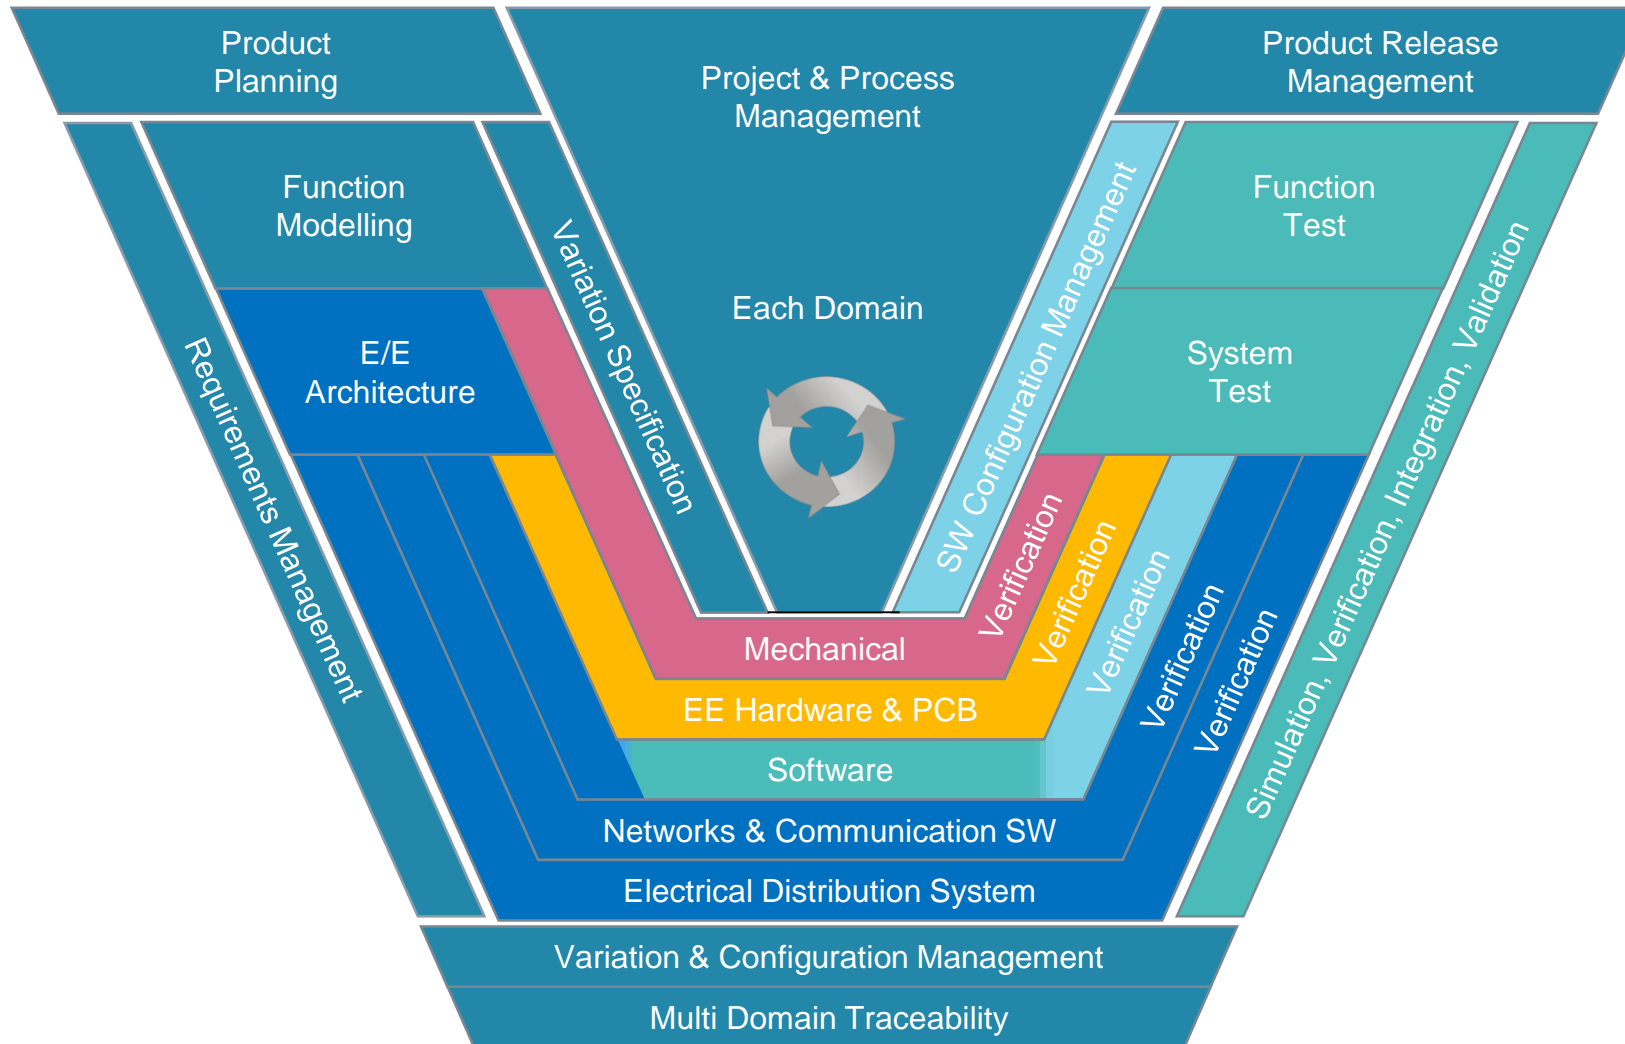 Product
Planning
Project & Process
Management
Product Release
Management
Function
Modelling
Variation Specification
Each Domain
SW Configuration Management
Function
Test
E/E
Architecture
System
Test
Requirements Management
Simulation, Verification, Integration, Validation
Mechanical
Verification
EE Hardware & PCB
Verification
Software
Verification
Networks & Communication SW
Verification
Electrical Distribution System
Verification
Variation & Configuration Management
Multi Domain Traceability